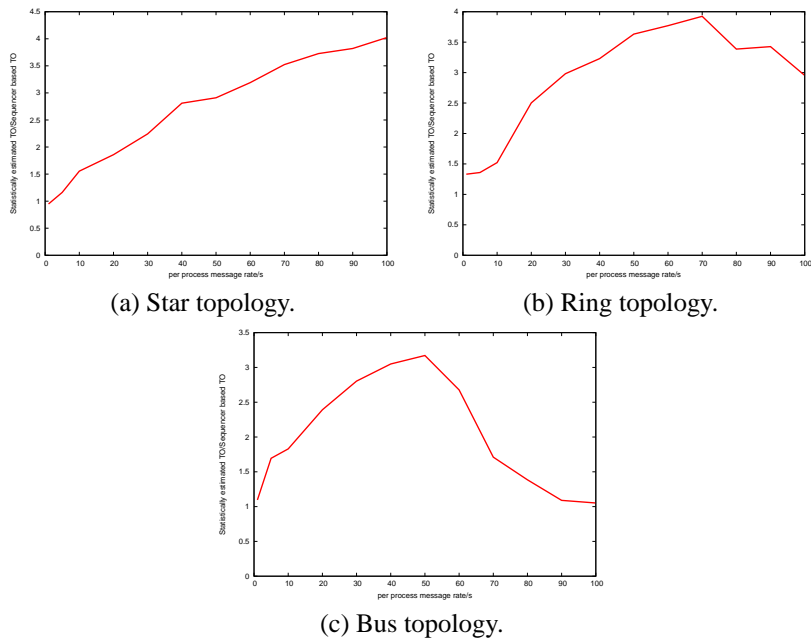 4.5
4
3.5
3
2.5
2
1.5
1
0.5
0
0 10 20 30 40 50 60 70 80 90 100
Statistically estimated TO/Sequencer based TO
per process message rate/s
(a) Star topology.
4
3.5
3
2.5
2
1.5
1
0.5
0
0 10 20 30 40 50 60 70 80 90 100
Statistically estimated TO/Sequencer based TO
per process message rate/s
(b) Ring topology.
3.5
3
2.5
2
1.5
1
0.5
0
0 10 20 30 40 50 60 70 80 90 100
Statistically estimated TO/Sequencer based TO
per process message rate/s
(c) Bus topology.